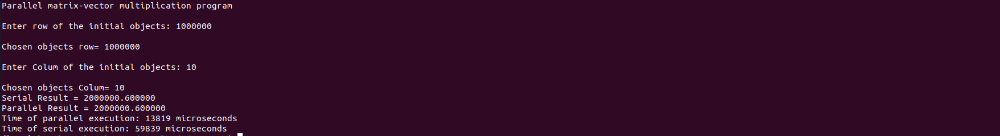 Parallel matrix-vector multiplication program
Enter row of the initial objects: 1000000
Chosen objects row= 1000000
Enter Colum of the initial objects: 10
Chosen objects Colum= 10
Serial Result = 2000000.600000
Parallel Result = 2000000.600000
Time of parallel execution: 13819 microseconds
Time of serial execution: 59839 microseconds